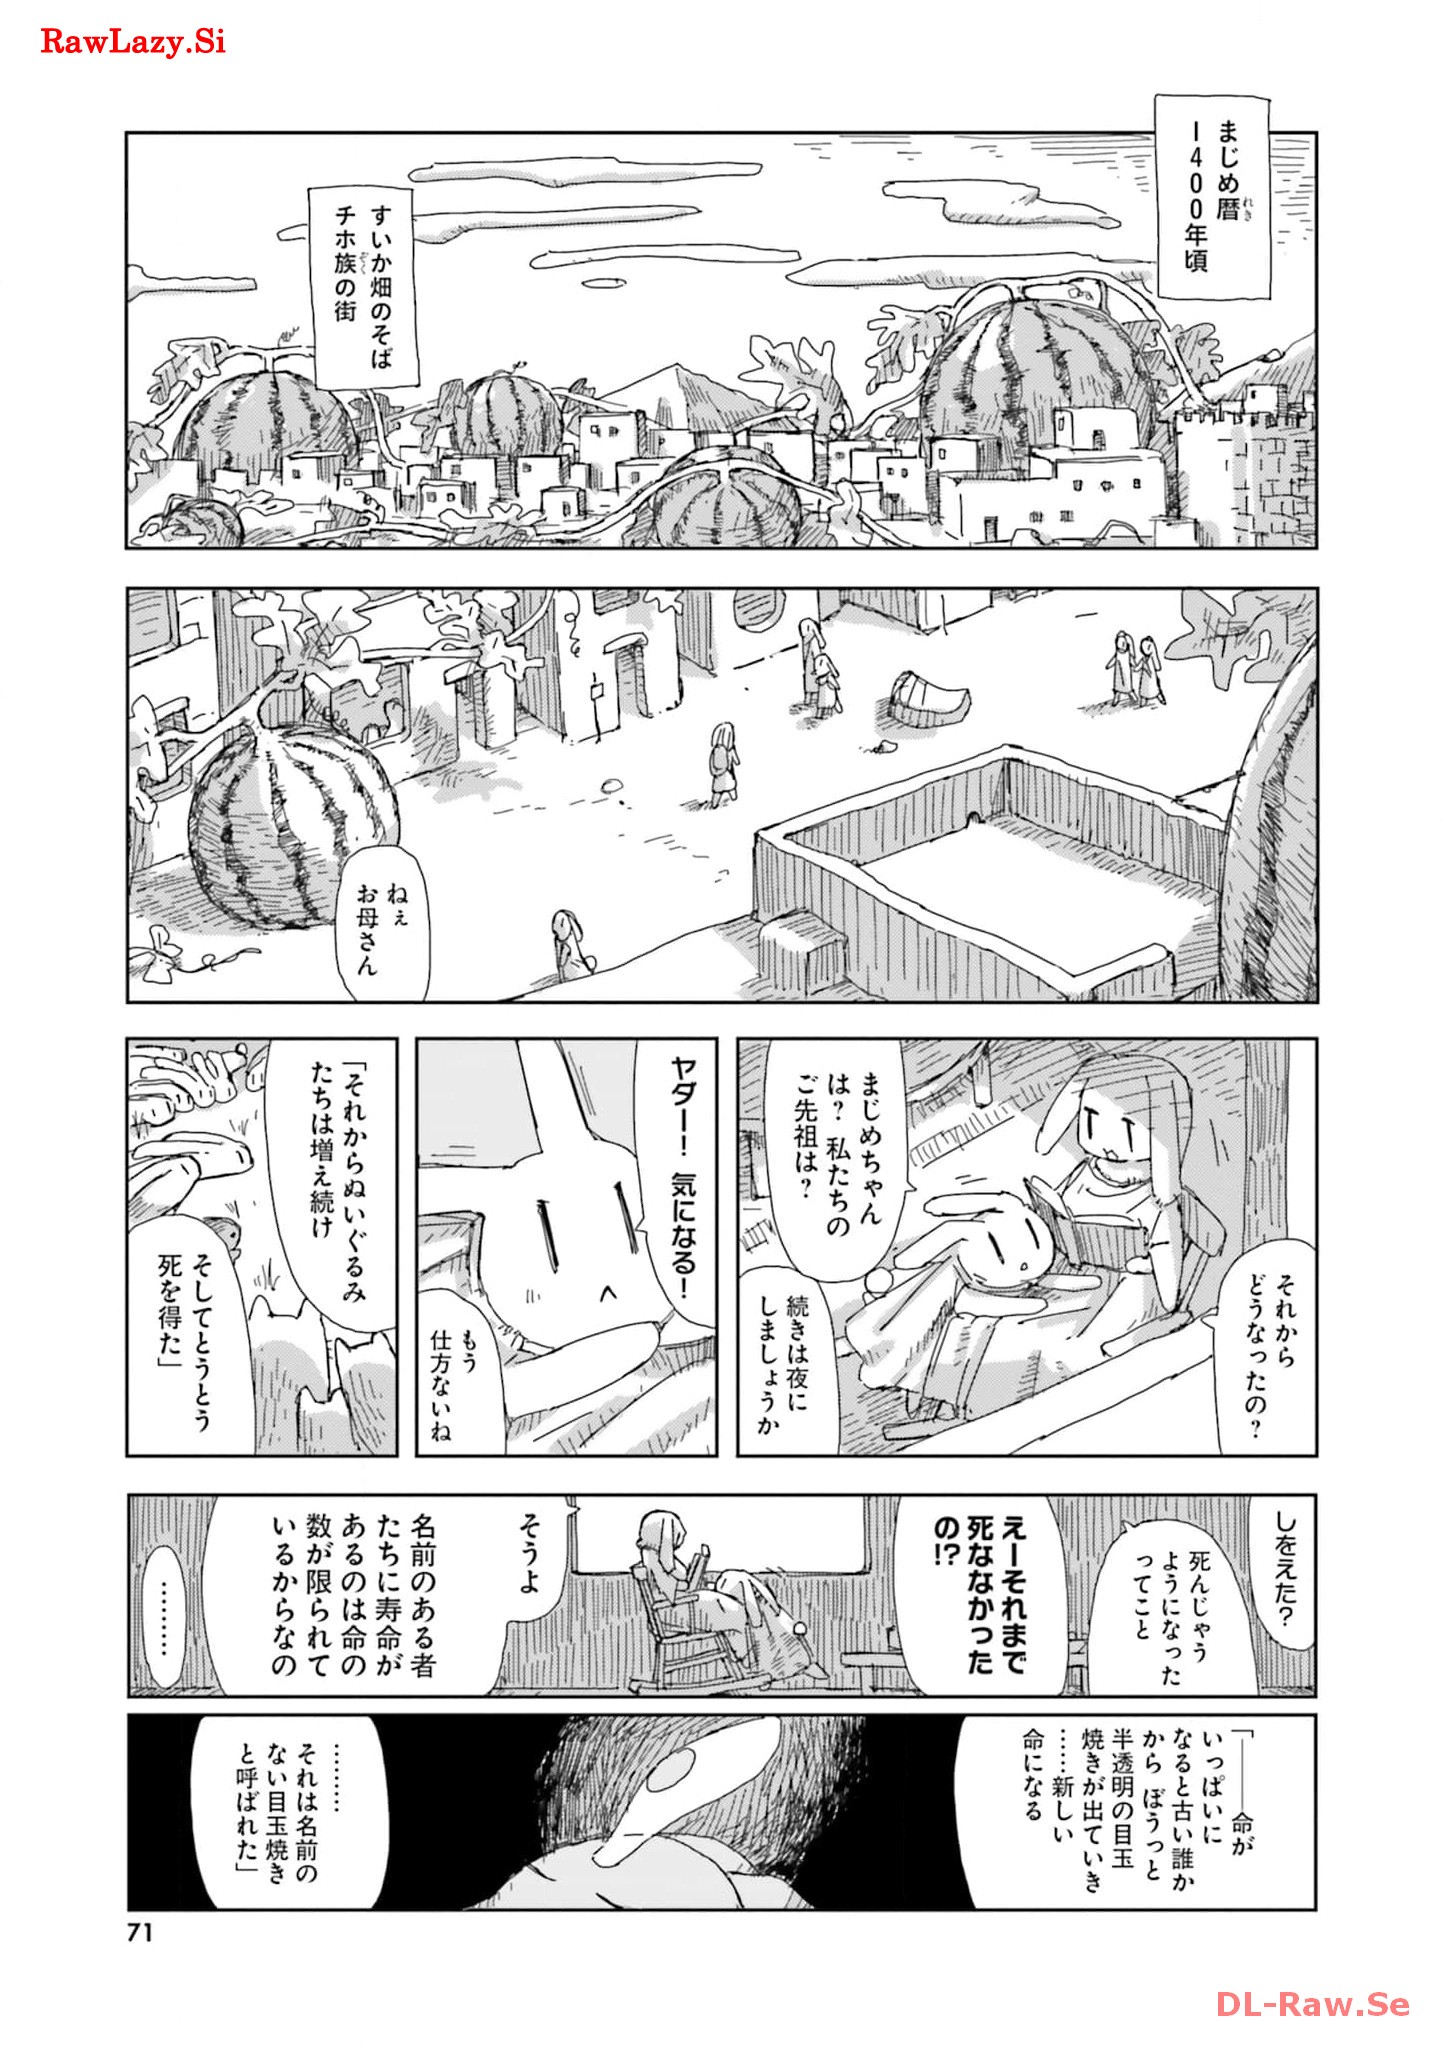 RawLazy.Si
まじめ暦
れき
1400年頃
すいか畑のそば
チホ族の街
ぞく
ねぇ
お母さん
それから
どうなったの?
まじめちゃん
は? 私たちの
ご先祖は?
続きは夜に
しましょうか
ヤダー! 気になる!
もう
仕方ないね
「それからぬいぐるみ
たちは増え続け
そしてとうとう
死を得た」
しをえた?
死んじゃう
ようになった
ってこと
えーそれまで
死ななかった
の!?
そうよ
名前のある者
たちに寿命が
あるのは命の
数が限られて
いるからなの
………
「――命が
いっぱいに
なると古い誰か
から ぼうっと
半透明の目玉
焼きが出ていき
……新しい
命になる
………
それは名前の
ない目玉焼き
と呼ばれた」
71
DL-Raw.Se